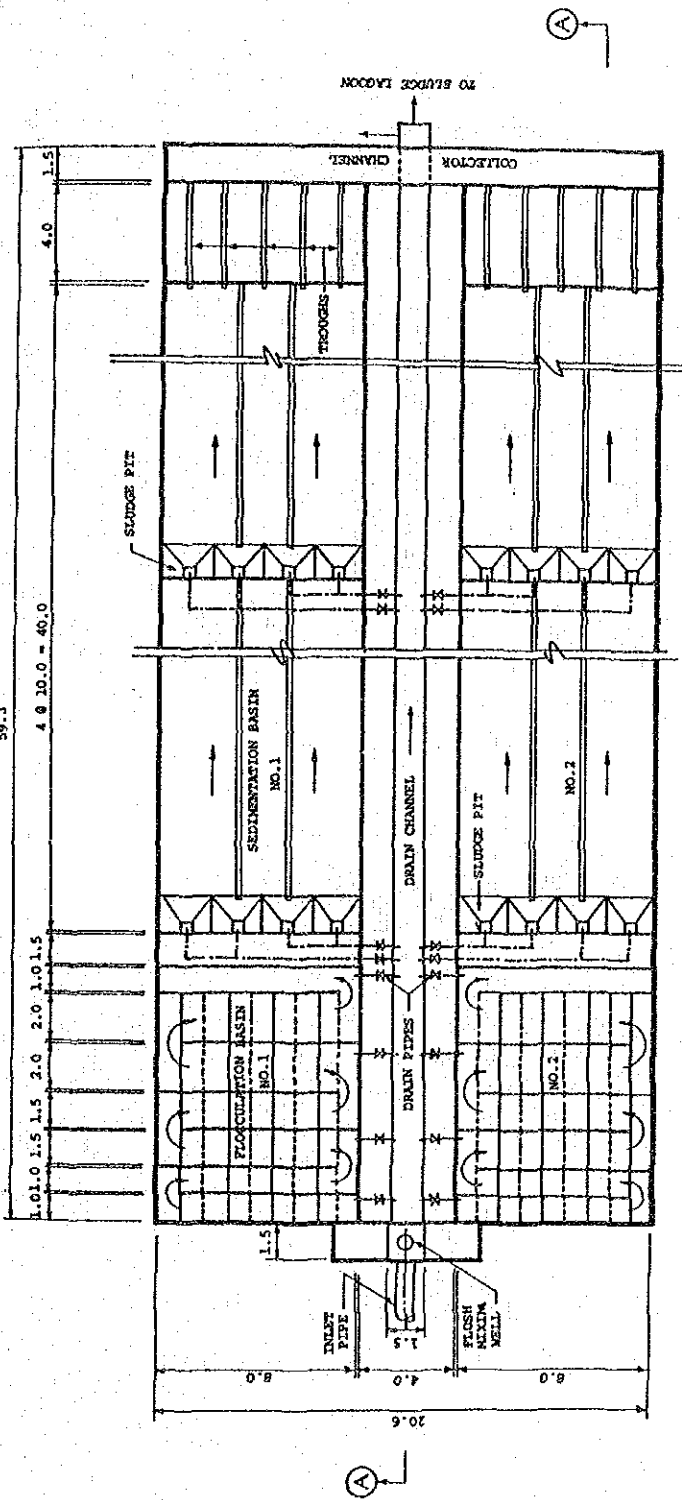 1.0 1.0 1.5 1.5 2.0 2.0 1.0 1.5
4 @ 10.0 = 40.0
4.0
1.5
SLUDGE PIT
TO SLUDGE LAGOON
A
FLOCCULATION BASIN
NO.1
SEDIMENTATION BASIN
NO.1
TROUGHS
COLLECTOR
CHANNEL
DRAIN PIPES
DRAIN CHANNEL
SLUDGE PIT
NO.2
NO.2
1.5
INLET
PIPE
1.5
FLUSH
MIXING
WELL
8.0
4.0
8.0
20.6
A